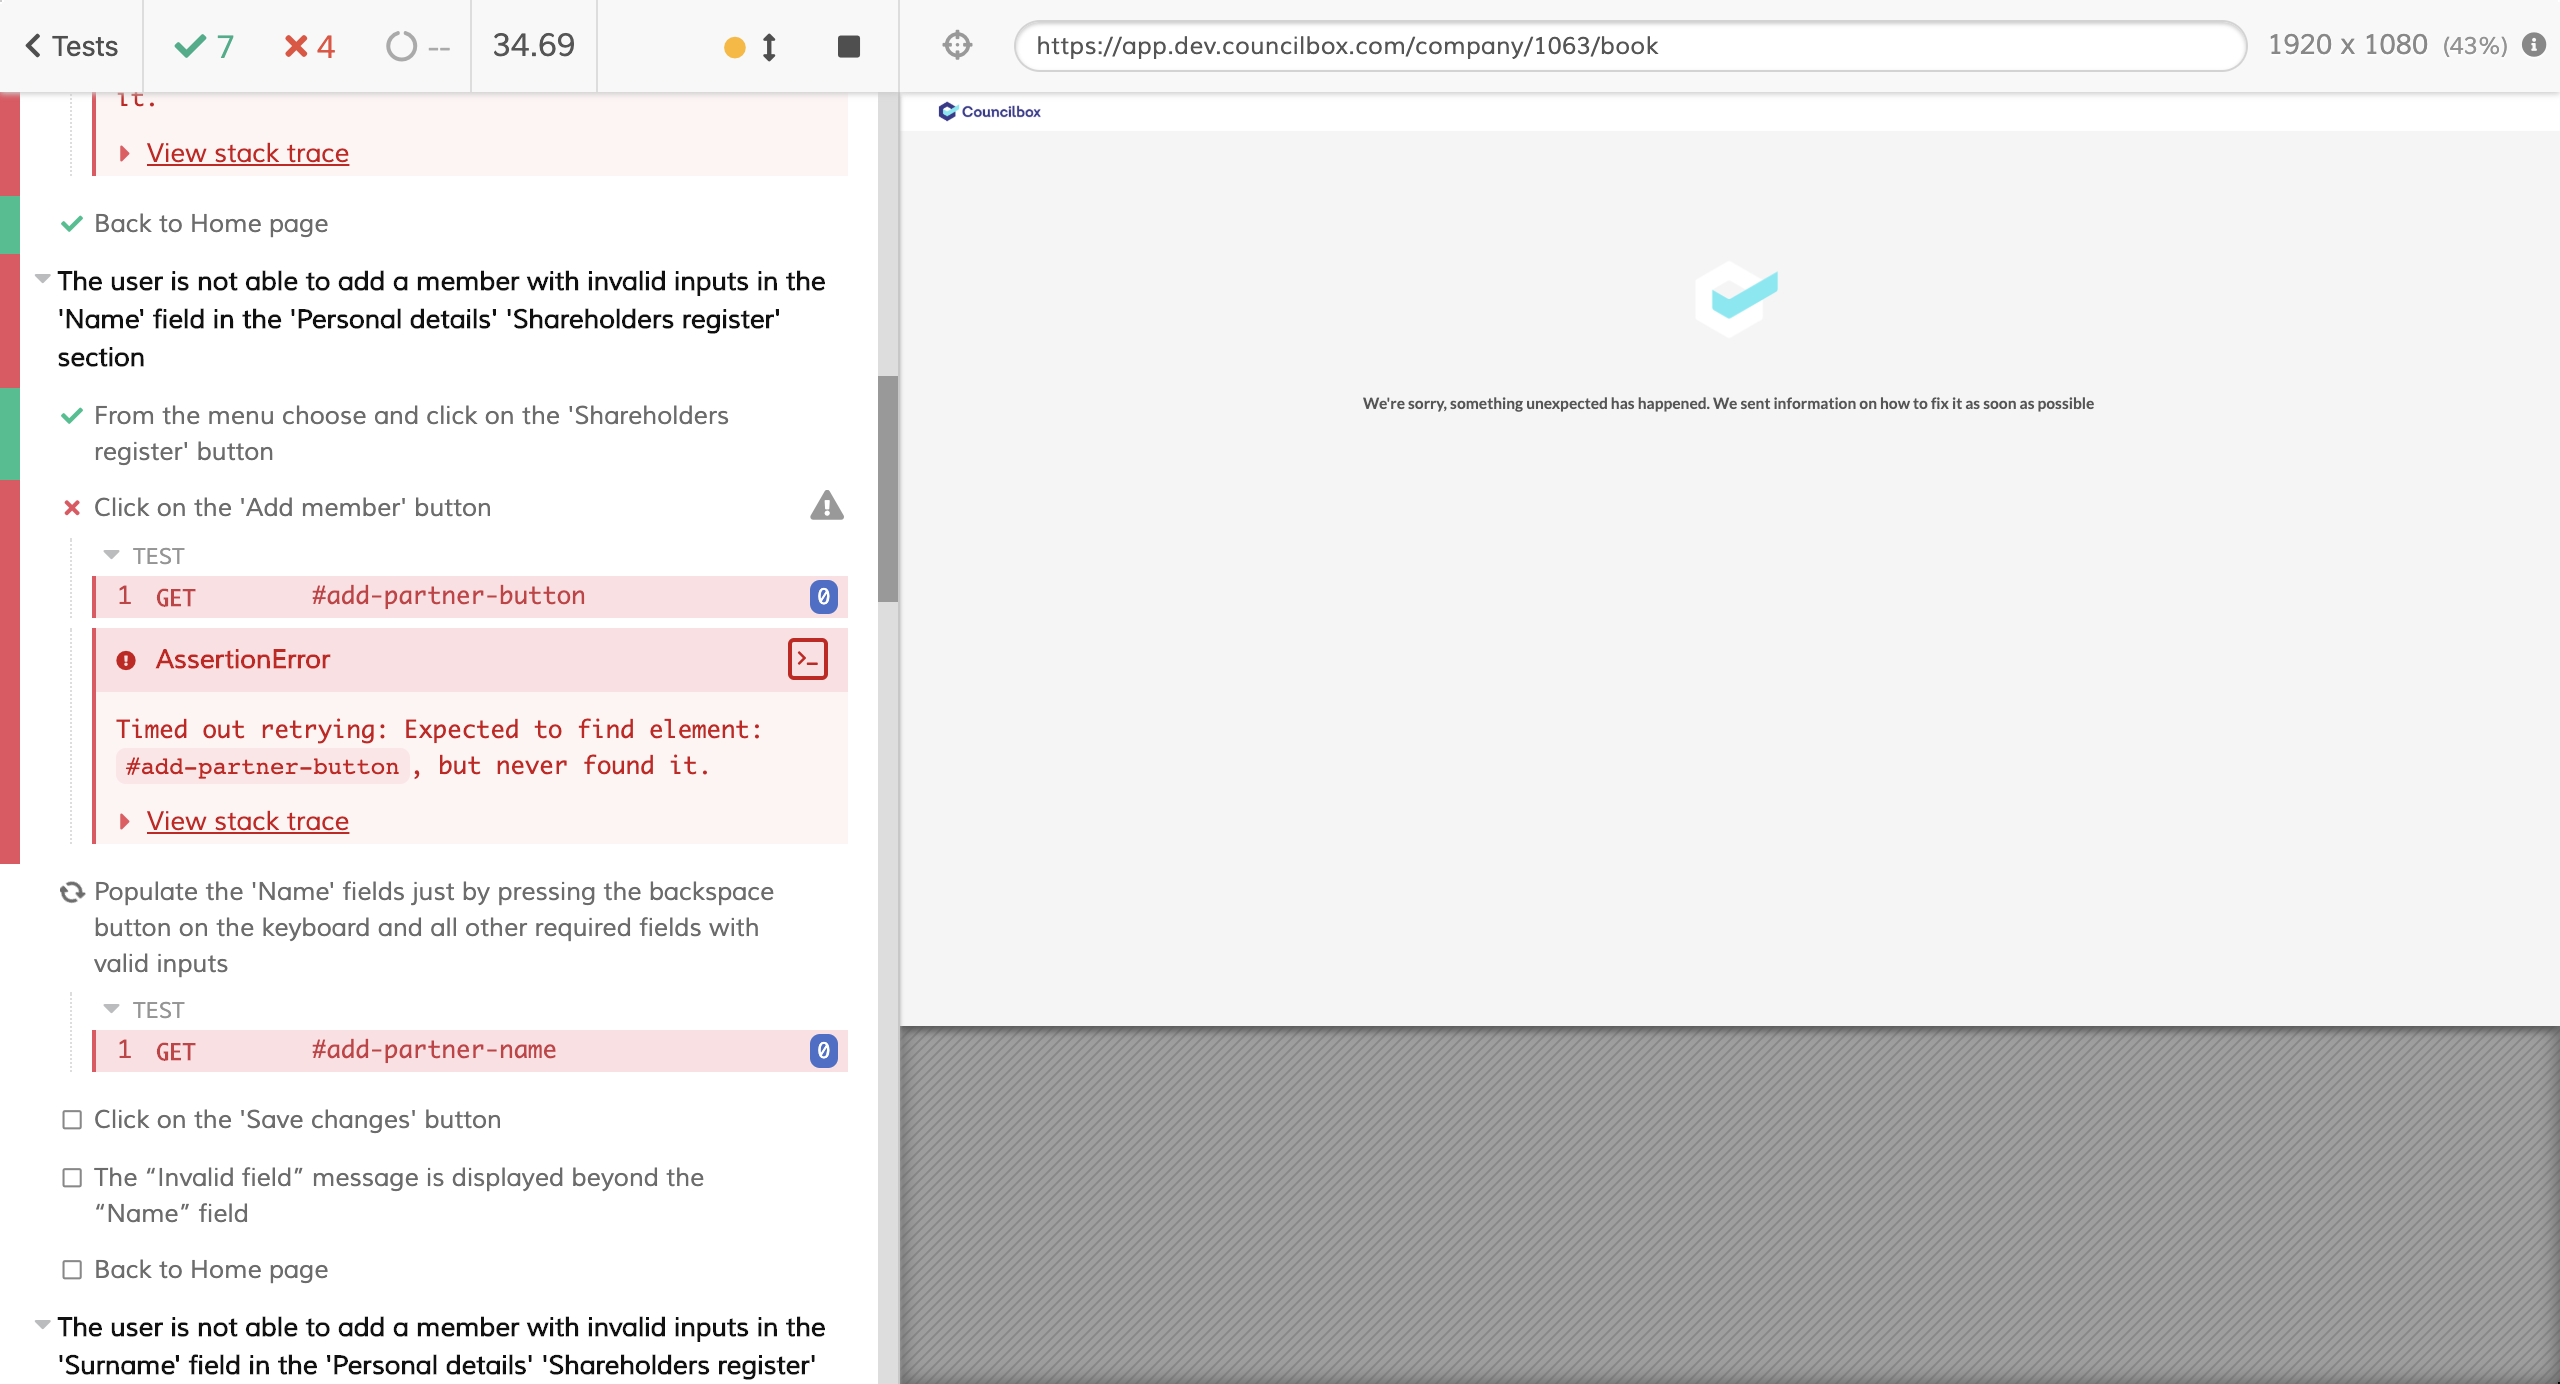 Tests
7
4
--
34.69
https://app.dev.councilbox.com/company/1063/book
1920 x 1080 (43%)
it.
View stack trace
Back to Home page
The user is not able to add a member with invalid inputs in the
'Name' field in the 'Personal details' 'Shareholders register'
section
From the menu choose and click on the 'Shareholders
register' button
Click on the 'Add member' button
TEST
1 GET #add-partner-button 0
AssertionError
Timed out retrying: Expected to find element:
#add-partner-button, but never found it.
View stack trace
Populate the 'Name' fields just by pressing the backspace
button on the keyboard and all other required fields with
valid inputs
TEST
1 GET #add-partner-name 0
Click on the 'Save changes' button
The “Invalid field” message is displayed beyond the
“Name” field
Back to Home page
The user is not able to add a member with invalid inputs in the
'Surname' field in the 'Personal details' 'Shareholders register'
Councilbox
We're sorry, something unexpected has happened. We sent information on how to fix it as soon as possible